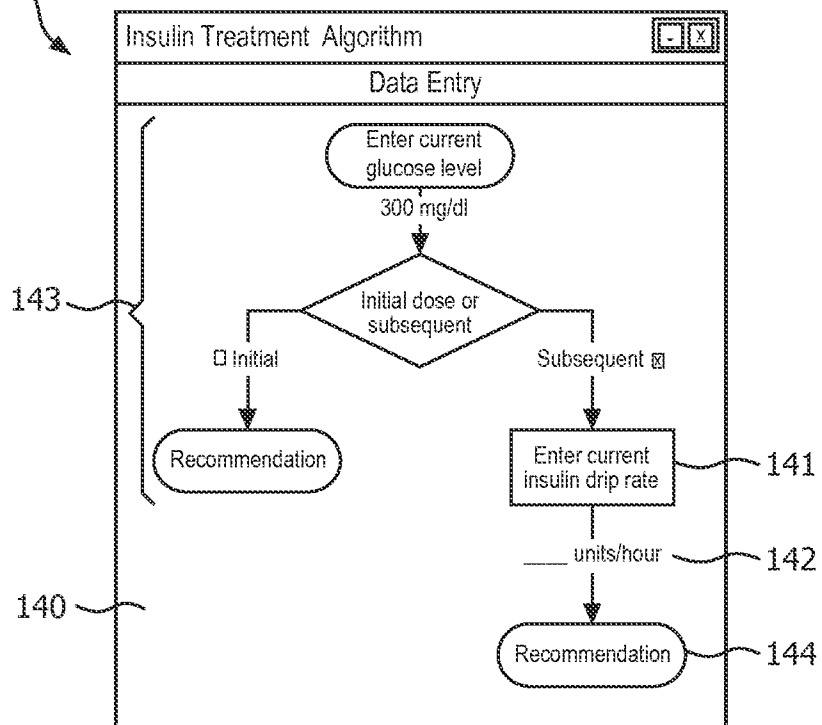 Insulin Treatment Algorithm
- X
Data Entry
Enter current
glucose level
300 mg/dl
143
Initial dose or
subsequent
☐ Initial
Subsequent ☒
Recommendation
Enter current
insulin drip rate
141
____ units/hour
142
140
Recommendation
144